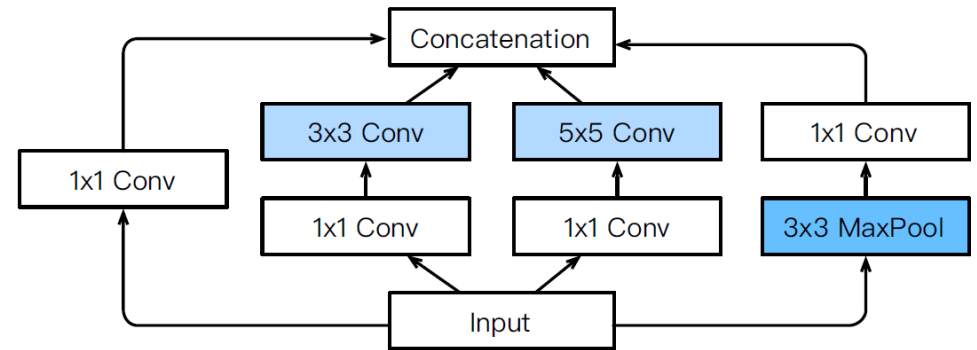 Concatenation
3x3 Conv
5x5 Conv
1x1 Conv
1x1 Conv
1x1 Conv
1x1 Conv
3x3 MaxPool
Input